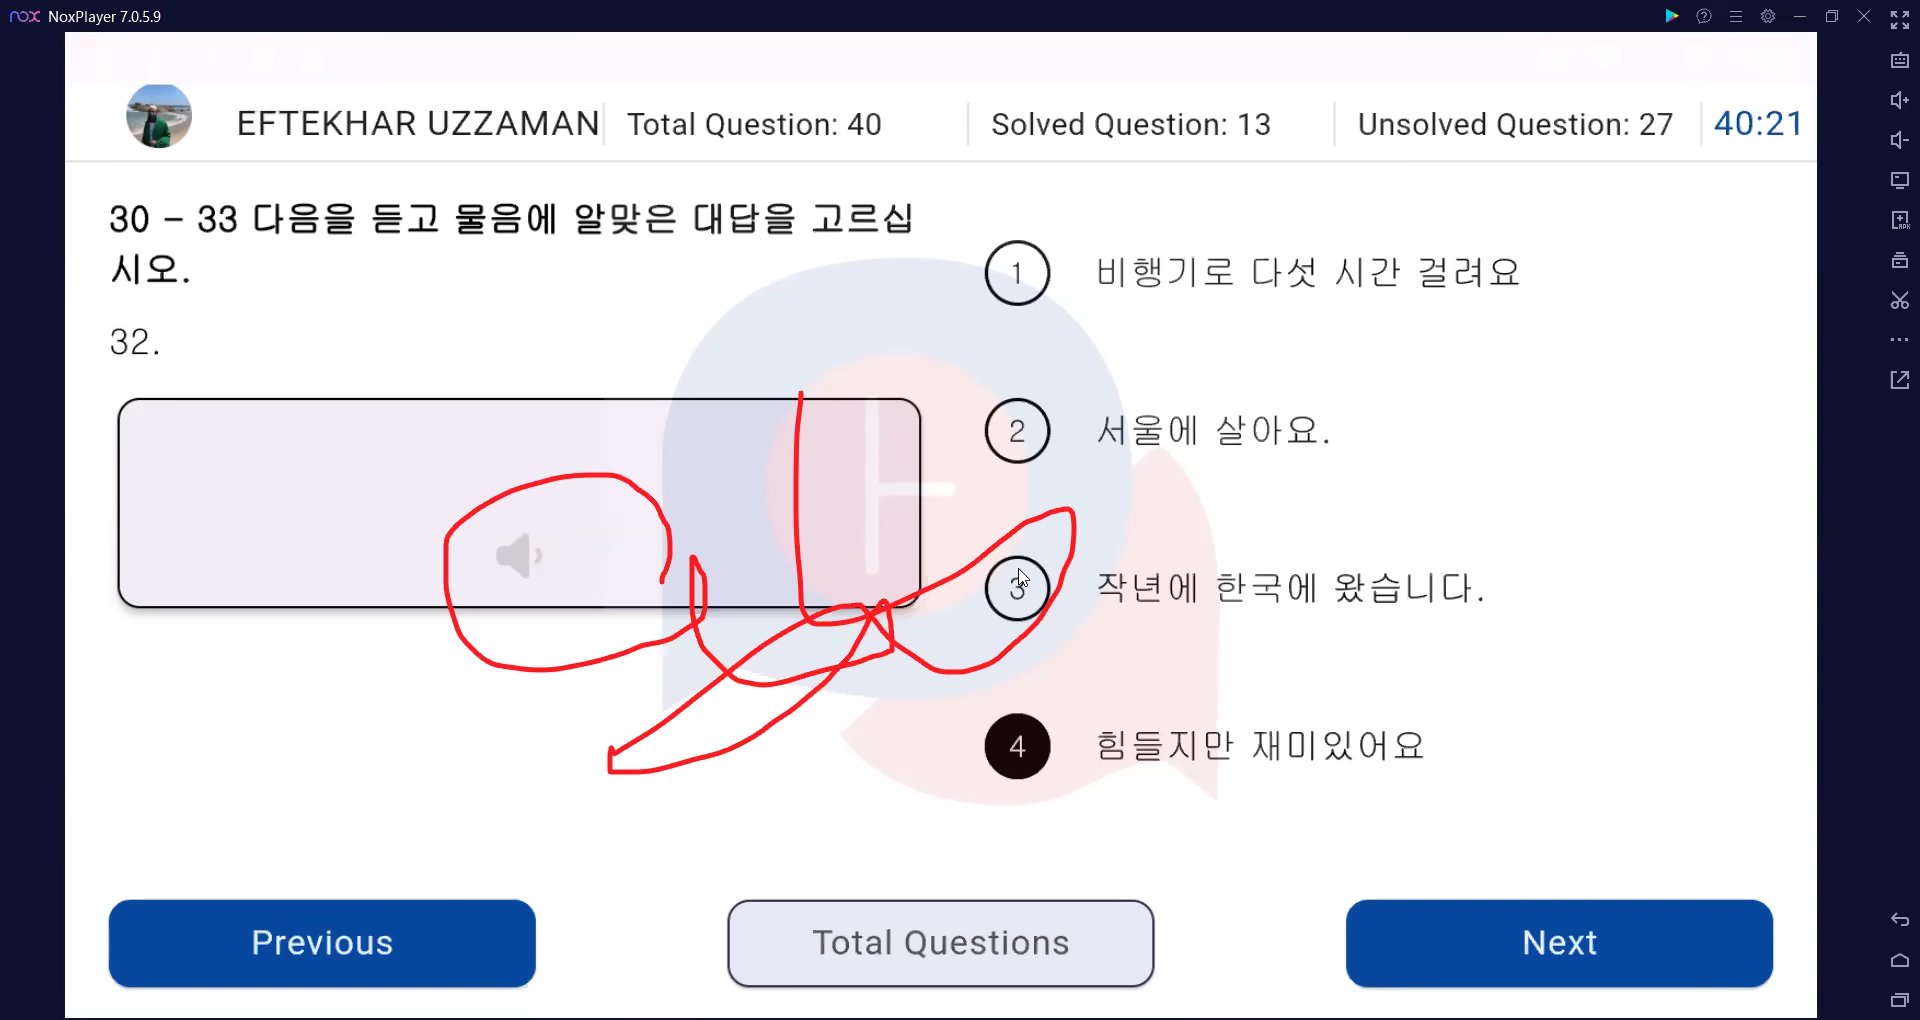 nox NoxPlayer 7.0.5.9
EFTEKHAR UZZAMAN
Total Question: 40
Solved Question: 13
Unsolved Question: 27
40:21
30 – 33 다음을 듣고 물음에 알맞은 대답을 고르십
시오.
32.
1 비행기로 다섯 시간 걸려요
2 서울에 살아요.
3 작년에 한국에 왔습니다.
4 힘들지만 재미있어요
Previous
Total Questions
Next